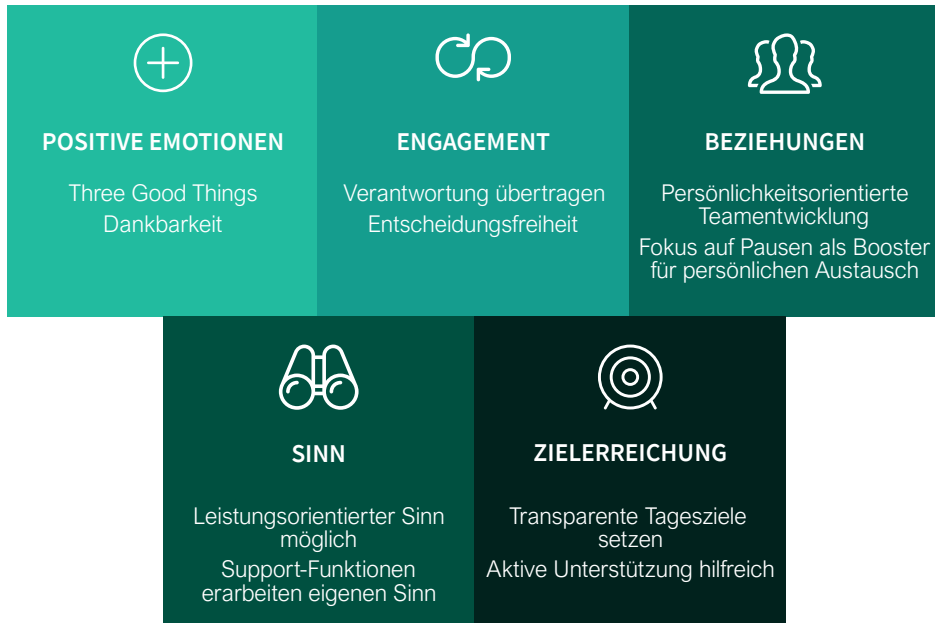 POSITIVE EMOTIONEN
Three Good Things
Dankbarkeit
ENGAGEMENT
Verantwortung übertragen
Entscheidungsfreiheit
BEZIEHUNGEN
Persönlichkeitsorientierte
Teamentwicklung
Fokus auf Pausen als Booster
für persönlichen Austausch
SINN
Leistungsorientierter Sinn
möglich
Support-Funktionen
erarbeiten eigenen Sinn
ZIELERREICHUNG
Transparente Tagesziele
setzen
Aktive Unterstützung hilfreich